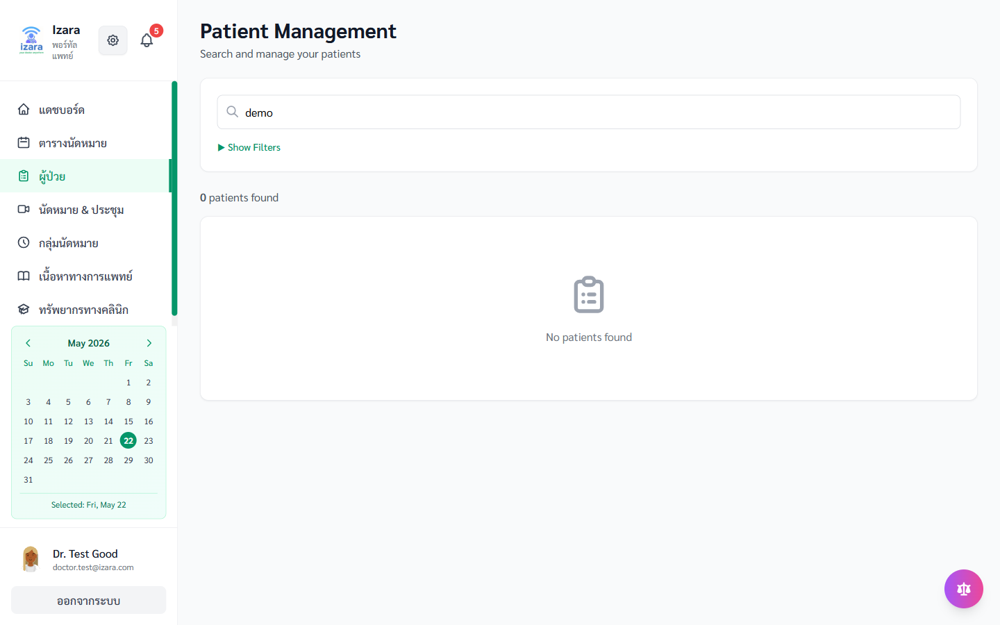 izara
Izara
พอร์ทัล
แพทย์
5
แดชบอร์ด
ตารางนัดหมาย
ผู้ป่วย
นัดหมาย & ประชุม
กลุ่มนัดหมาย
เนื้อหาทางการแพทย์
ทรัพยากรทางคลินิก
May 2026
Su Mo Tu We Th Fr Sa
1 2
3 4 5 6 7 8 9
10 11 12 13 14 15 16
17 18 19 20 21 22 23
24 25 26 27 28 29 30
31
Selected: Fri, May 22
Dr. Test Good
doctor.test@izara.com
ออกจากระบบ
Patient Management
Search and manage your patients
demo
▶ Show Filters
0 patients found
No patients found